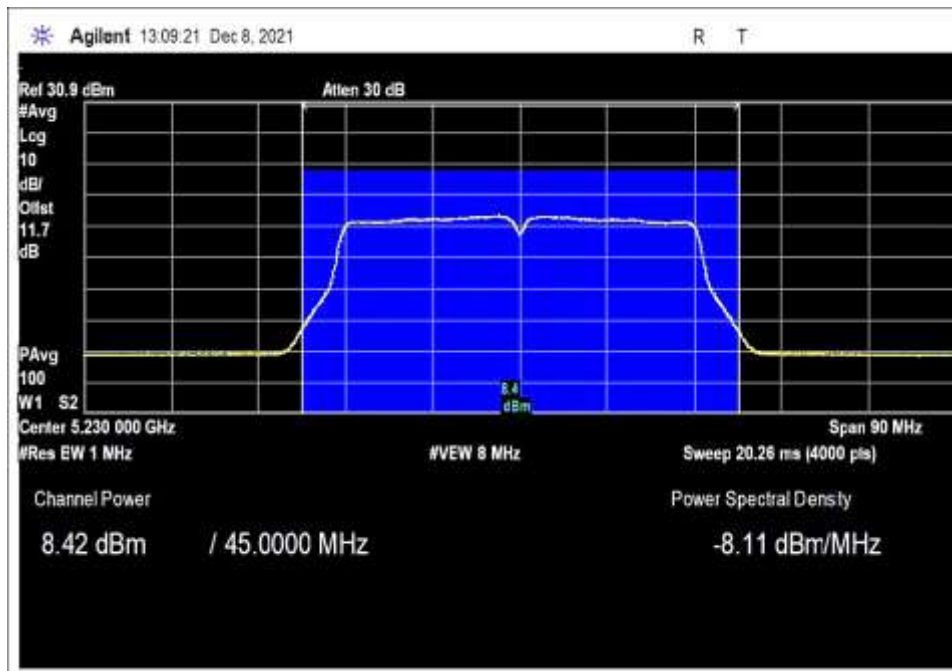 Agilent 13:09:21 Dec 8, 2021
R T
Ref 30.9 dBm Atten 30 dB
#Avg
Log
10
dB/
Offst
11.7
dB
PAvg
100
W1 S2
8.4
dBm
Center 5.230 000 GHz Span 90 MHz
#Res BW 1 MHz #VBW 8 MHz Sweep 20.26 ms (4000 pts)
Channel Power Power Spectral Density
8.42 dBm / 45.0000 MHz -8.11 dBm/MHz